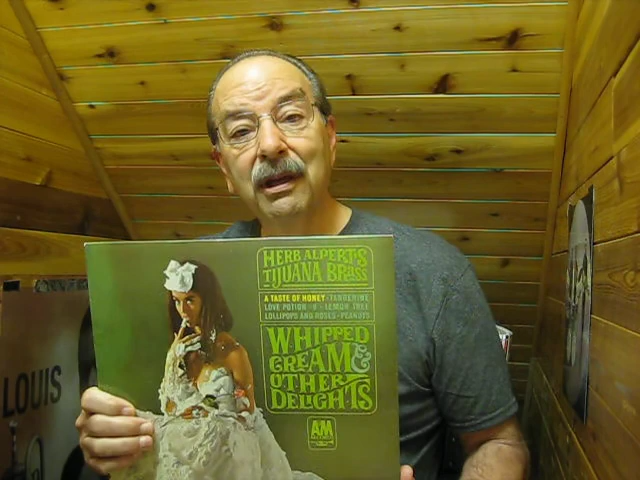 HERB ALPERT'S
TIJUANA BRASS
A TASTE OF HONEY · TANGERINE
LOVE POTION #9 · LEMON TREE
LOLLIPOPS AND ROSES · PEANUTS
WHIPPED
CREAM &
OTHER
DELIGHTS
A&M
LOUIS